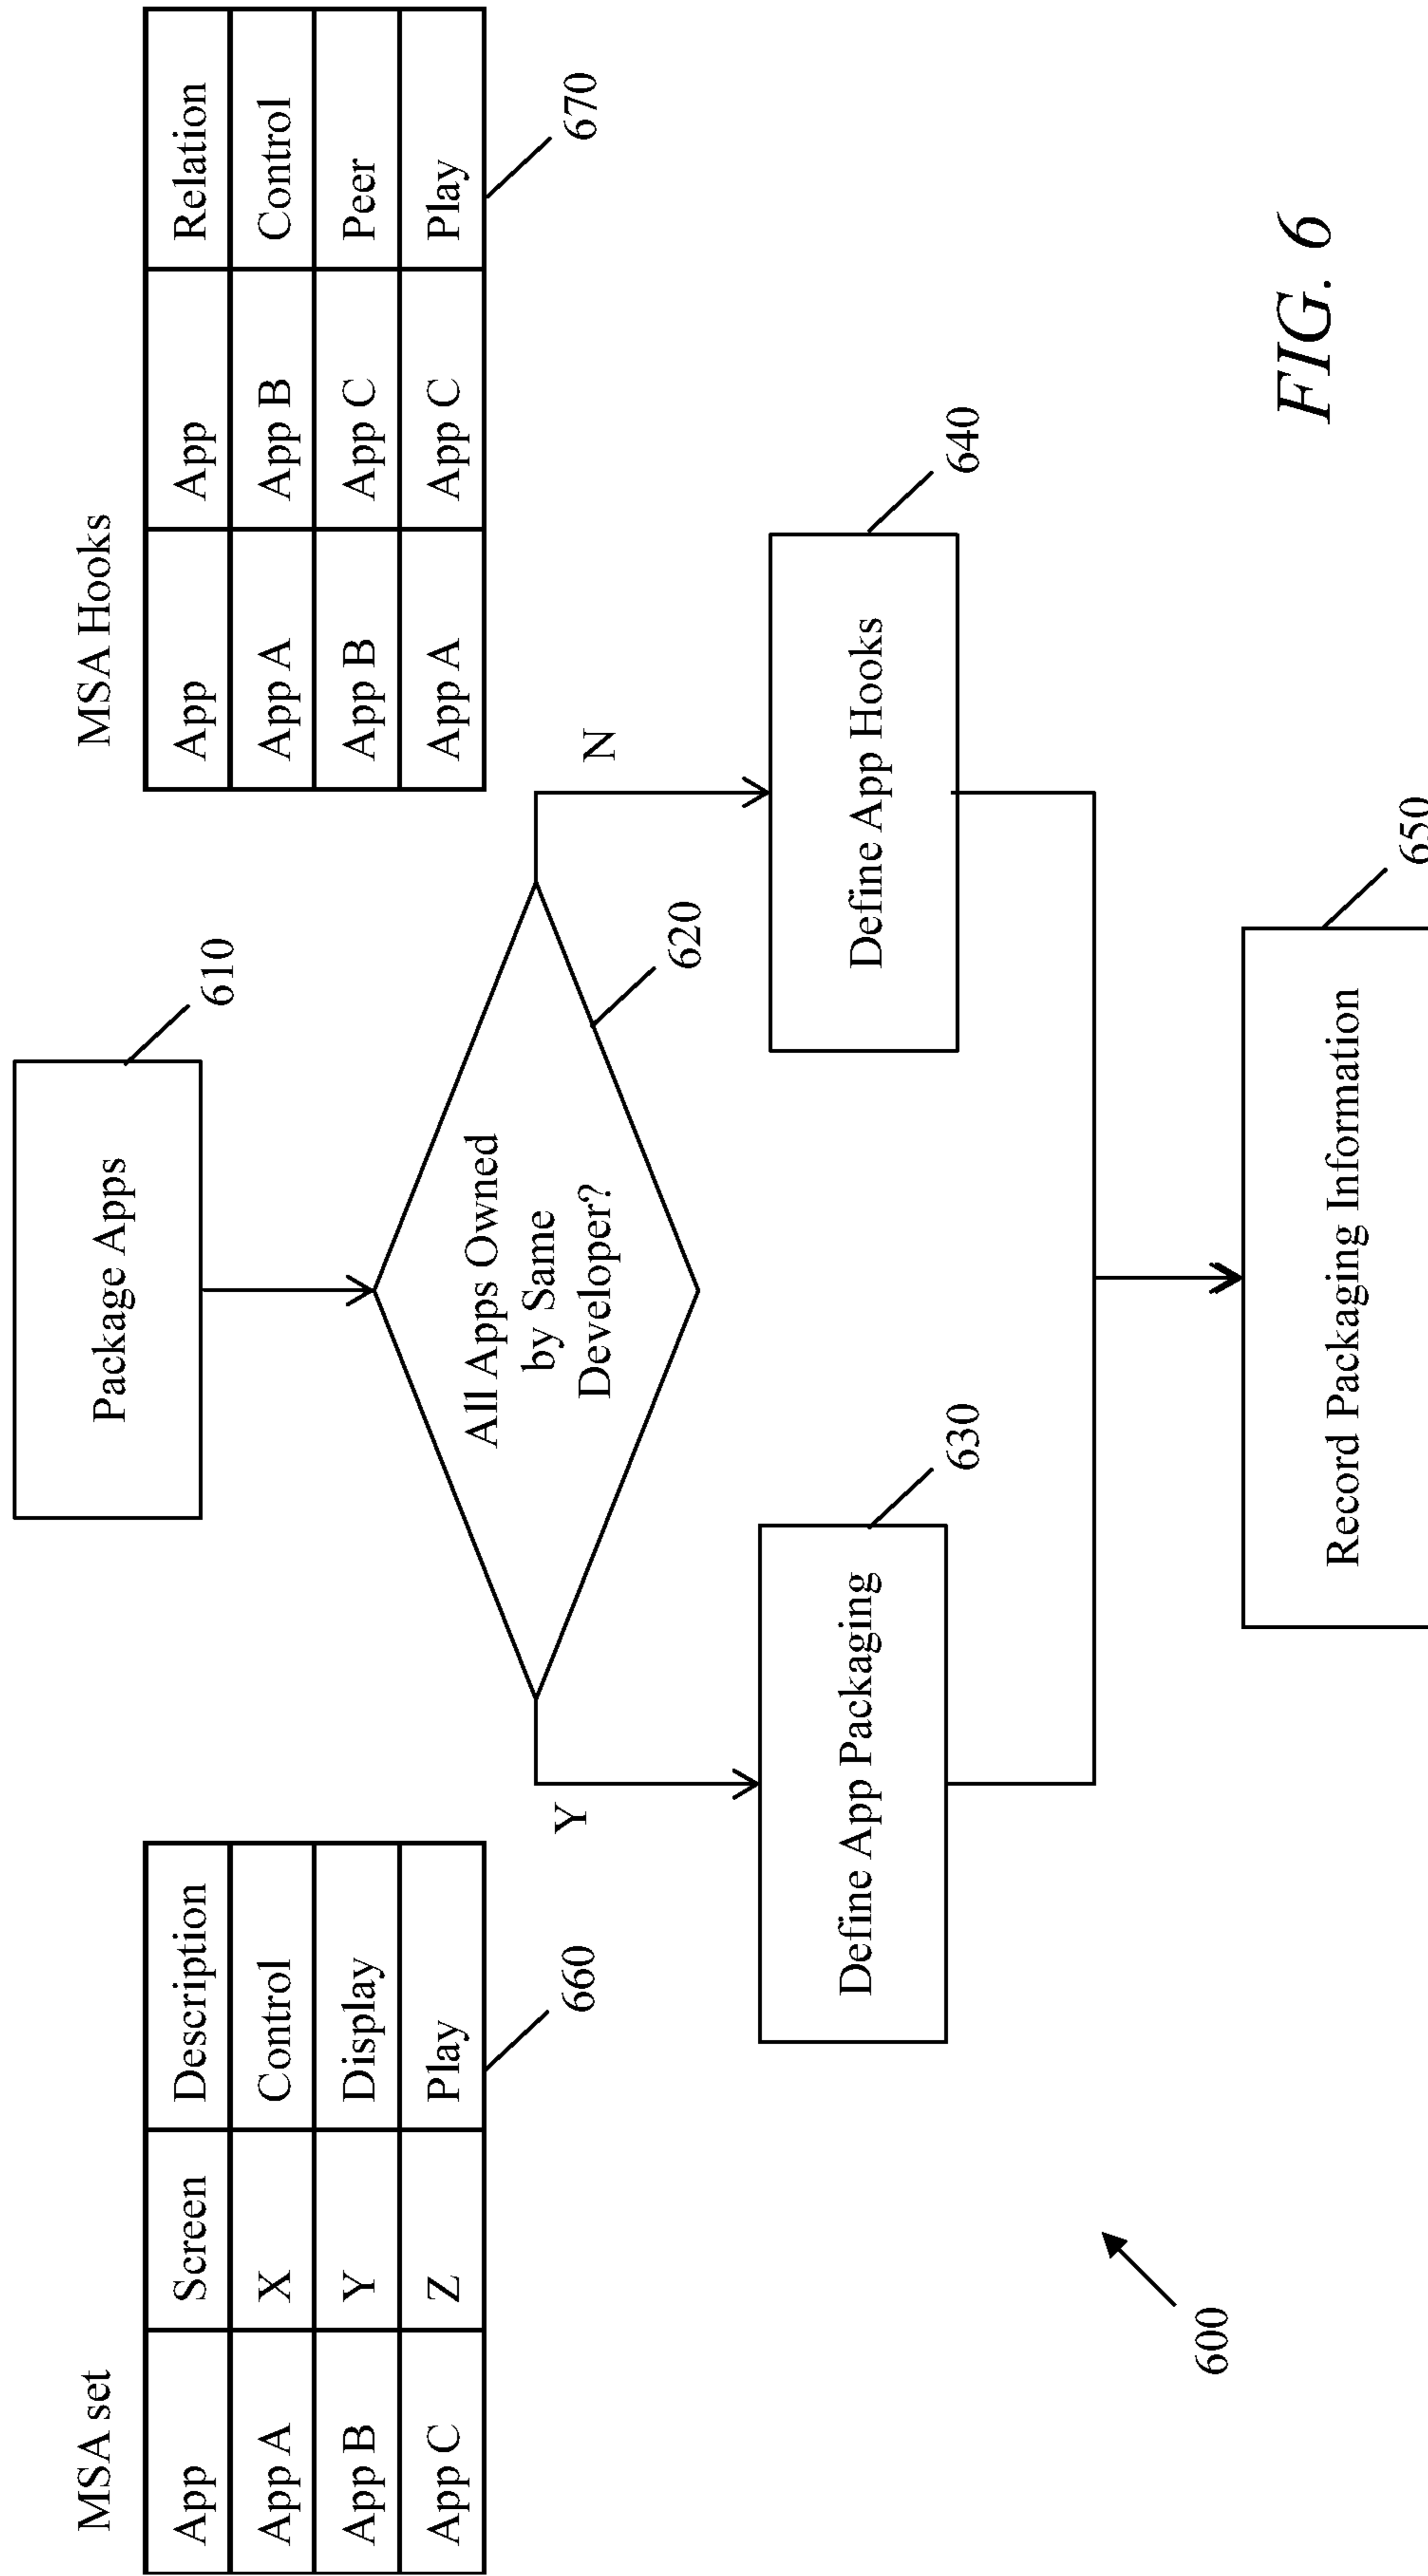 MSA set
App Screen Description
App A X Control
App B Y Display
App C Z Play
660
Package Apps
610
MSA Hooks
App App Relation
App A App B Control
App B App C Peer
App A App C Play
670
All Apps Owned
by Same
Developer?
620
Y
N
Define App Packaging
630
Define App Hooks
640
Record Packaging Information
650
600
FIG. 6